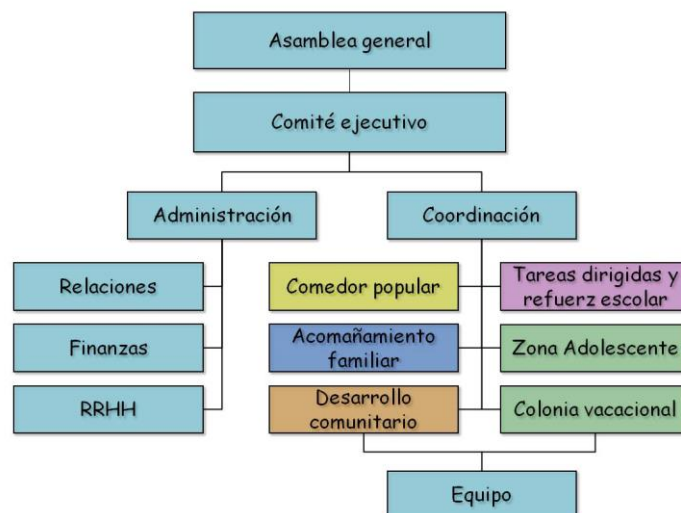 Asamblea general
Comité ejecutivo
Administración
Coordinación
Relaciones
Comedor popular
Tareas dirigidas y
refuerz escolar
Finanzas
Acomañamiento
familiar
Zona Adolescente
RRHH
Desarrollo
comunitario
Colonia vacacional
Equipo